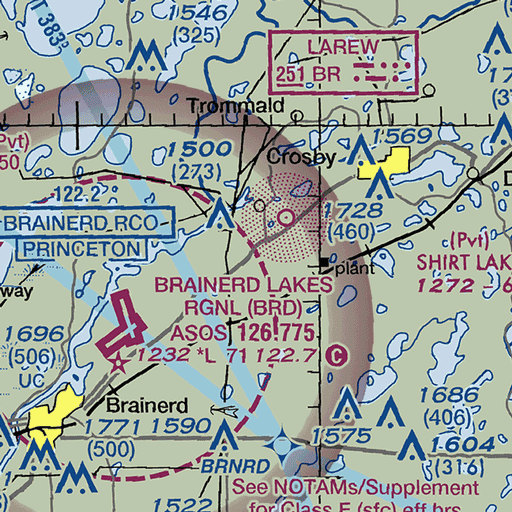 383°
1546
(325)
LAREW
251 BR
Trommald
1569
Pvt)
50
1500
(273)
Crosby
122.2
BRAINERD RCO
PRINCETON
1728
(460)
(Pvt)
SHIRT LAK
1272 - 6
plant
way
BRAINERD LAKES
RGNL (BRD)
ASOS 126.775
1232 *L 71 122.7 C
1696
(506)
UC
Brainerd
1771
(500)
1590
BRNRD
1575
1686
(406)
1604
(316)
1522
See NOTAMs/Supplement
for Class E (sfc) eff hrs